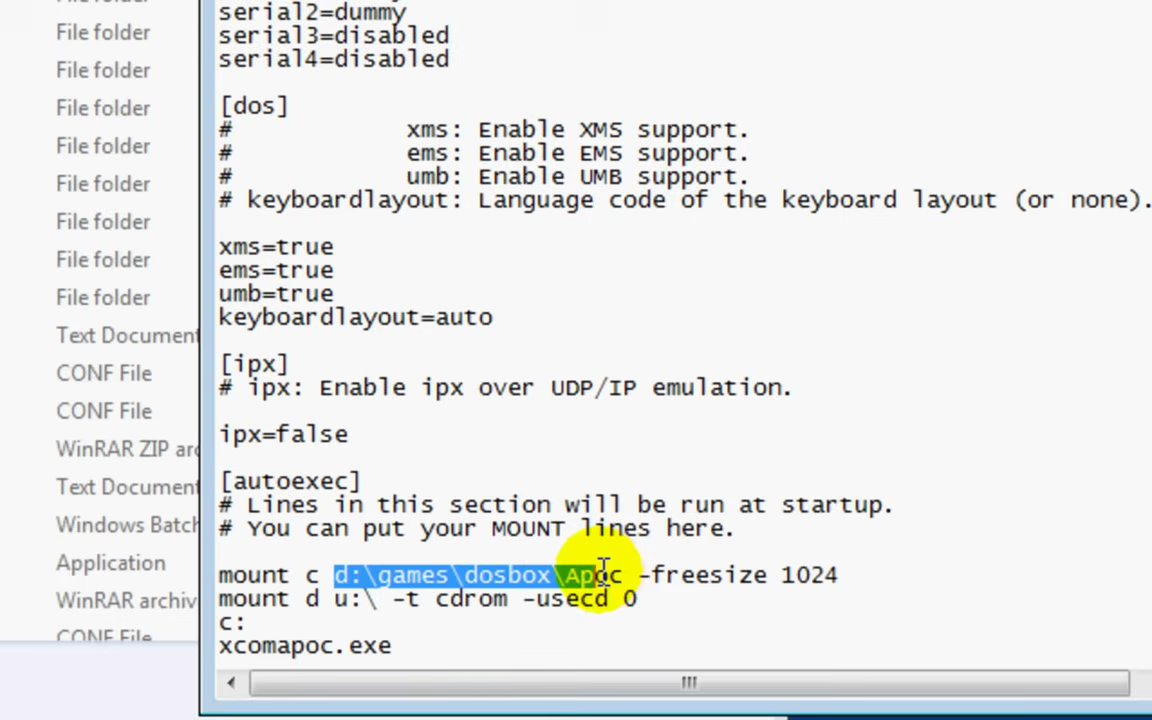 File folder
File folder
File folder
File folder
File folder
File folder
File folder
File folder
Text Document
CONF File
CONF File
WinRAR ZIP arc
Text Document
Windows Batch
Application
WinRAR archiv
CONF File
serial2=dummy
serial3=disabled
serial4=disabled
[dos]
# xms: Enable XMS support.
# ems: Enable EMS support.
# umb: Enable UMB support.
# keyboardlayout: Language code of the keyboard layout (or none).
xms=true
ems=true
umb=true
keyboardlayout=auto
[ipx]
# ipx: Enable ipx over UDP/IP emulation.
ipx=false
[autoexec]
# Lines in this section will be run at startup.
# You can put your MOUNT lines here.
mount c d:\games\dosbox\Apoc -freesize 1024
mount d u:\ -t cdrom -usecd 0
c:
xcomapoc.exe